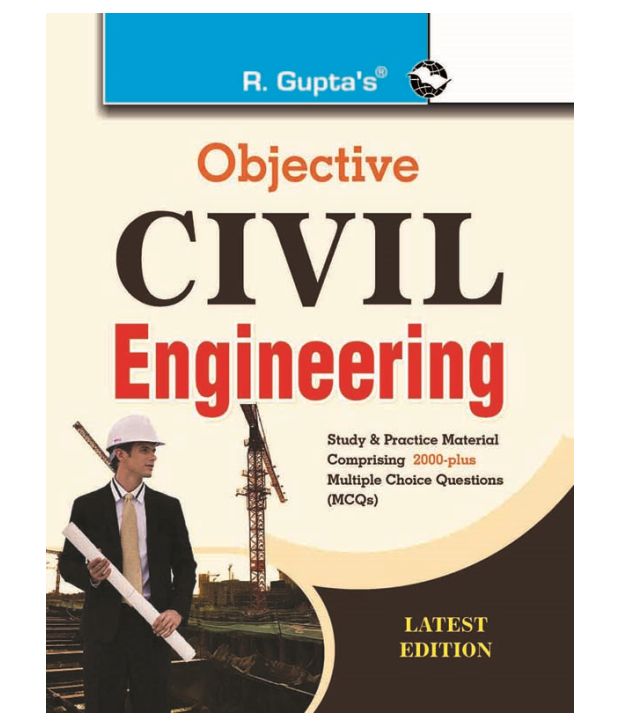 R. Gupta's®
Objective
CIVIL
Engineering
Study & Practice Material
Comprising 2000-plus
Multiple Choice Questions
(MCQs)
LATEST
EDITION